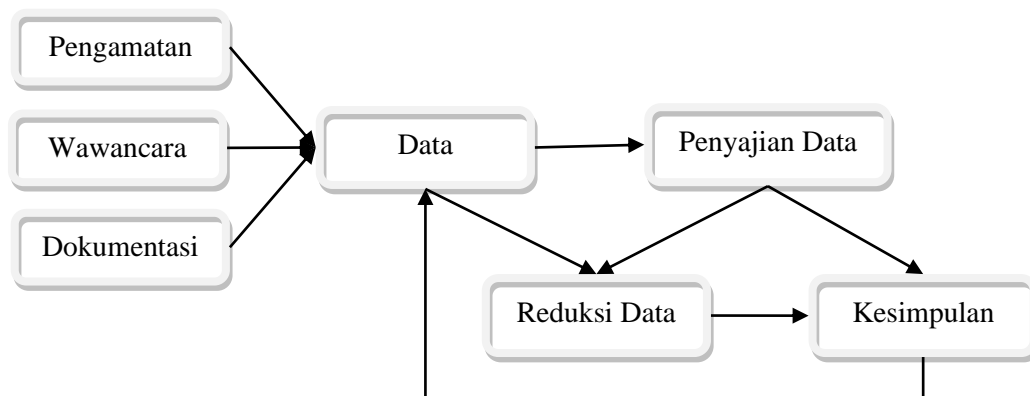 Pengamatan
Wawancara
Dokumentasi
Data
Penyajian Data
Reduksi Data
Kesimpulan